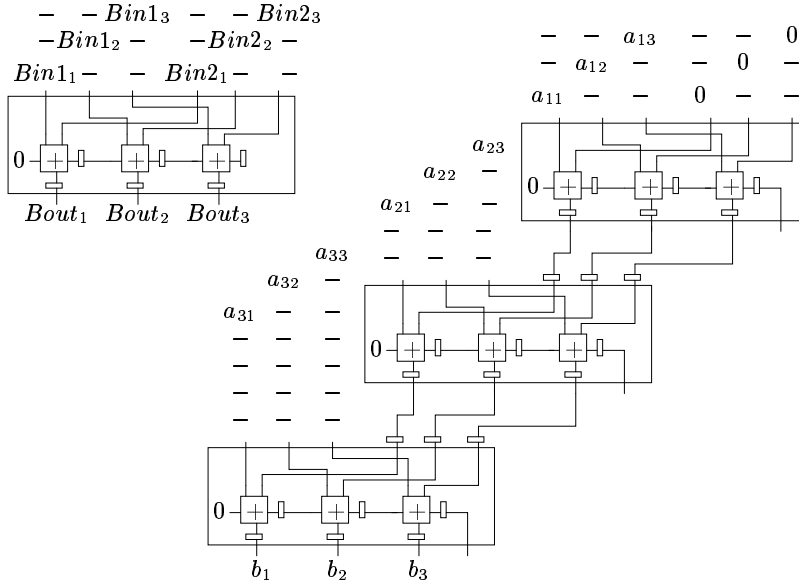 — — Bin1₃ — Bin2₃
— Bin1₂ — — Bin2₂ —
Bin1₁ — Bin2₁ — —
0 + + +
Bout₁ Bout₂ Bout₃
— — a₁₃ — — 0
— a₁₂ — — 0 —
a₁₁ — — 0 — —
0 + + +
a₂₃
a₂₂ —
a₂₁ — —
— — —
— — —
0 + + +
a₃₃
a₃₂ —
a₃₁ — —
— — —
— — —
— — —
— — —
0 + + +
b₁ b₂ b₃